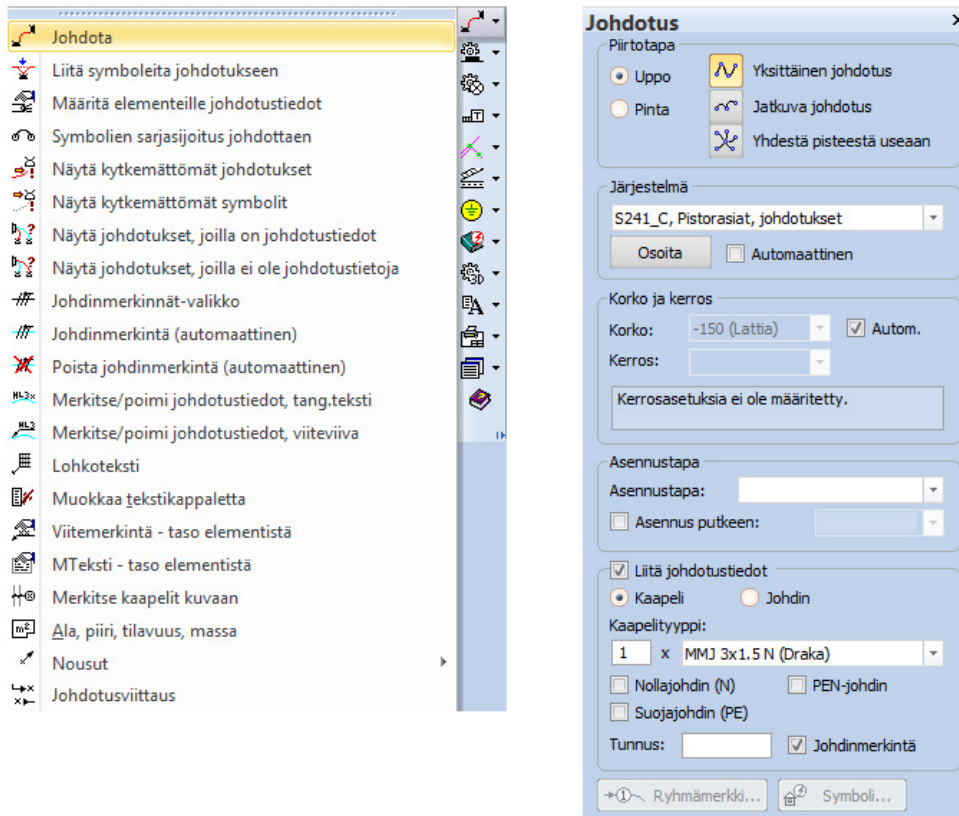 Johdota
Liitä symboleita johdotukseen
Määritä elementeille johdotustiedot
Symbolien sarjasijoitus johdottaen
Näytä kytkemättömät johdotukset
Näytä kytkemättömät symbolit
Näytä johdotukset, joilla on johdotustiedot
Näytä johdotukset, joilla ei ole johdotustietoja
Johdinmerkinnät-valikko
Johdinmerkintä (automaattinen)
Poista johdinmerkintä (automaattinen)
Merkitse/poimi johdotustiedot, tang.teksti
Merkitse/poimi johdotustiedot, viiteviiva
Lohkoteksti
Muokkaa tekstikappaletta
Viitemerkintä - taso elementistä
MTeksti - taso elementistä
Merkitse kaapelit kuvaan
Ala, piiri, tilavuus, massa
Nousut
Johdotusviittaus
Johdotus
Piirtotapa
Uppo
Yksittäinen johdotus
Pinta
Jatkuva johdotus
Yhdestä pisteestä useaan
Järjestelmä
S241_C, Pistorasiat, johdotukset
Osoita
Automaattinen
Korko ja kerros
Korko: -150 (Lattia) Autom.
Kerros:
Kerrosasetuksia ei ole määritetty.
Asennustapa
Asennustapa:
Asennus putkeen:
Liitä johdotustiedot
Kaapeli Johdin
Kaapelityyppi:
1 x MMJ 3x1.5 N (Draka)
Nollajohdin (N) PEN-johdin
Suojajohdin (PE)
Tunnus: Johdinmerkintä
Ryhmämerkki... Symboli...